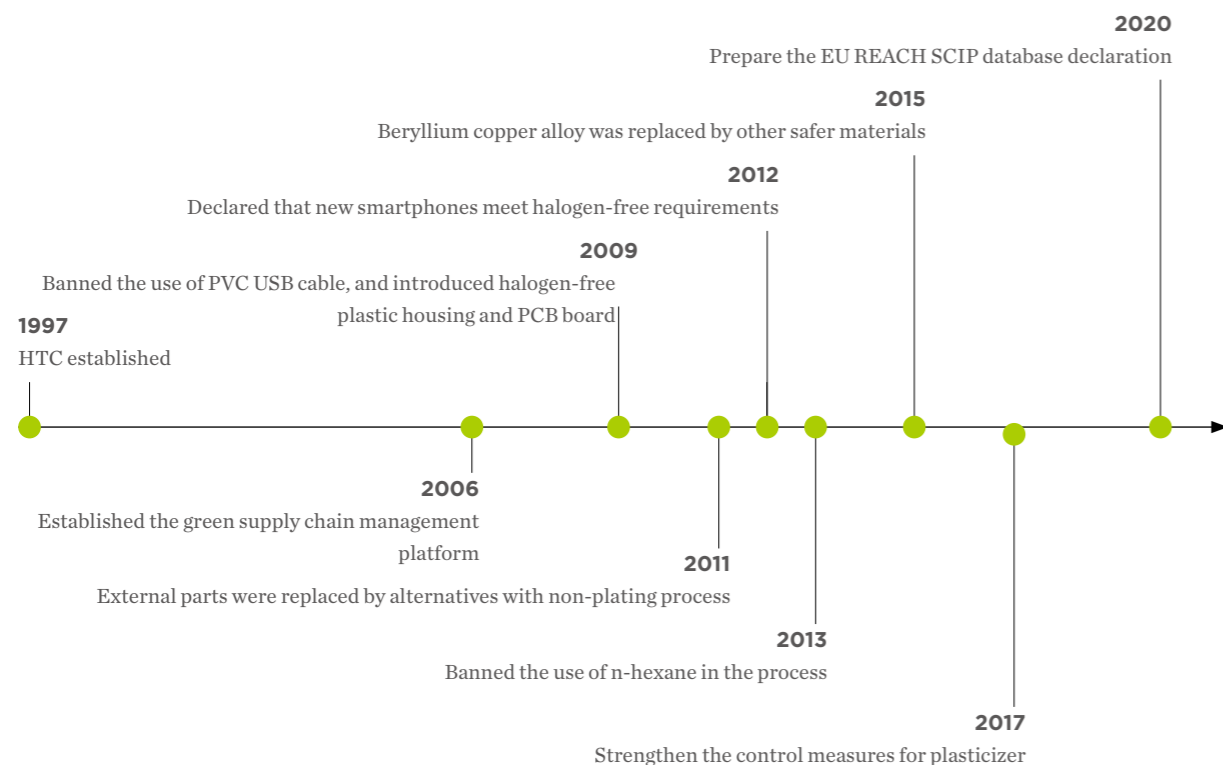 2020
Prepare the EU REACH SCIP database declaration
2015
Beryllium copper alloy was replaced by other safer materials
2012
Declared that new smartphones meet halogen-free requirements
2009
Banned the use of PVC USB cable, and introduced halogen-free
plastic housing and PCB board
1997
HTC established
2006
Established the green supply chain management
platform
2011
External parts were replaced by alternatives with non-plating process
2013
Banned the use of n-hexane in the process
2017
Strengthen the control measures for plasticizer